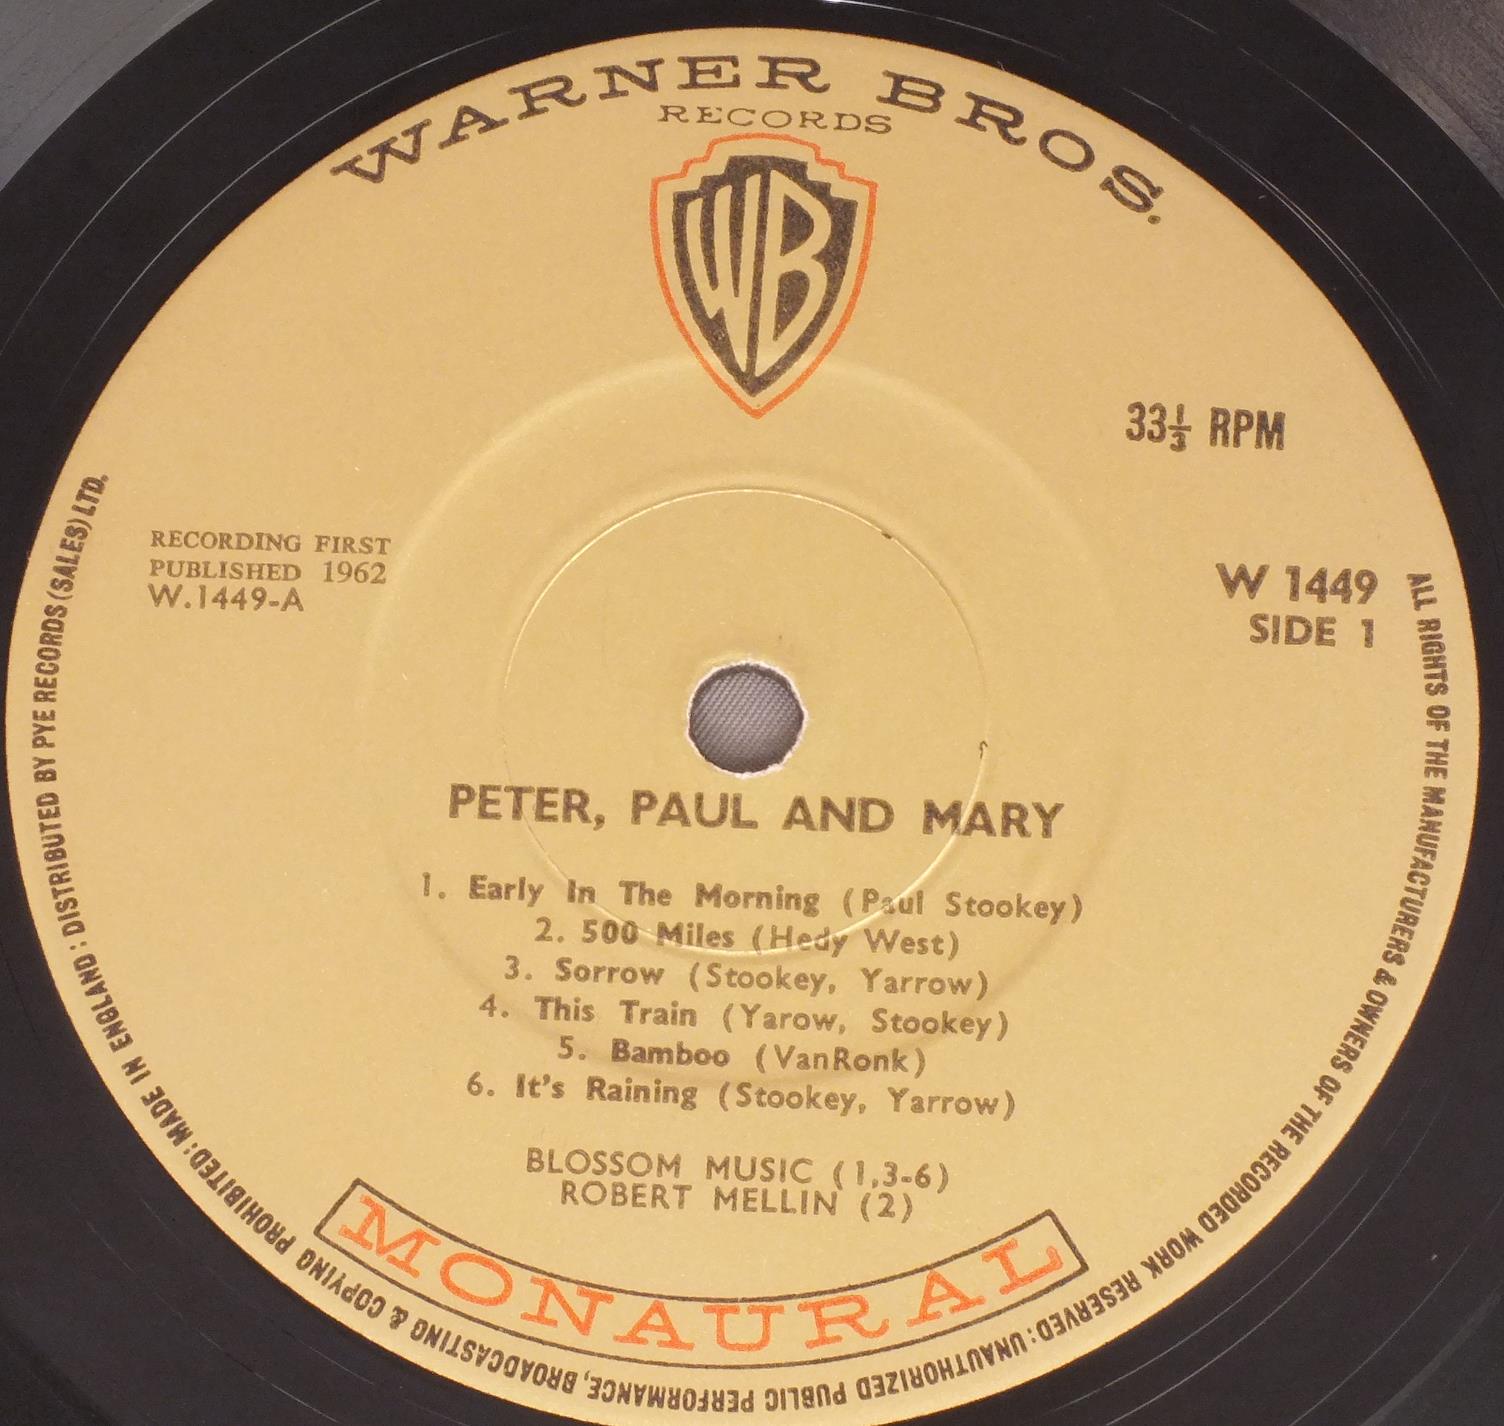 WARNER BROS.
RECORDS
WB
33⅓ RPM
RECORDING FIRST
PUBLISHED 1962
W.1449-A
W 1449
SIDE 1
PETER, PAUL AND MARY
1. Early In The Morning (Paul Stookey)
2. 500 Miles (Hedy West)
3. Sorrow (Stookey, Yarrow)
4. This Train (Yarow, Stookey)
5. Bamboo (VanRonk)
6. It's Raining (Stookey, Yarrow)
BLOSSOM MUSIC (1,3-6)
ROBERT MELLIN (2)
MONAURAL
ALL RIGHTS OF THE MANUFACTURERS & OWNERS OF THE RECORDED WORK RESERVED: UNAUTHORIZED PUBLIC PERFORMANCE, BROADCASTING & COPYING PROHIBITED: MADE IN ENGLAND: DISTRIBUTED BY PYE RECORDS (SALES) LTD.